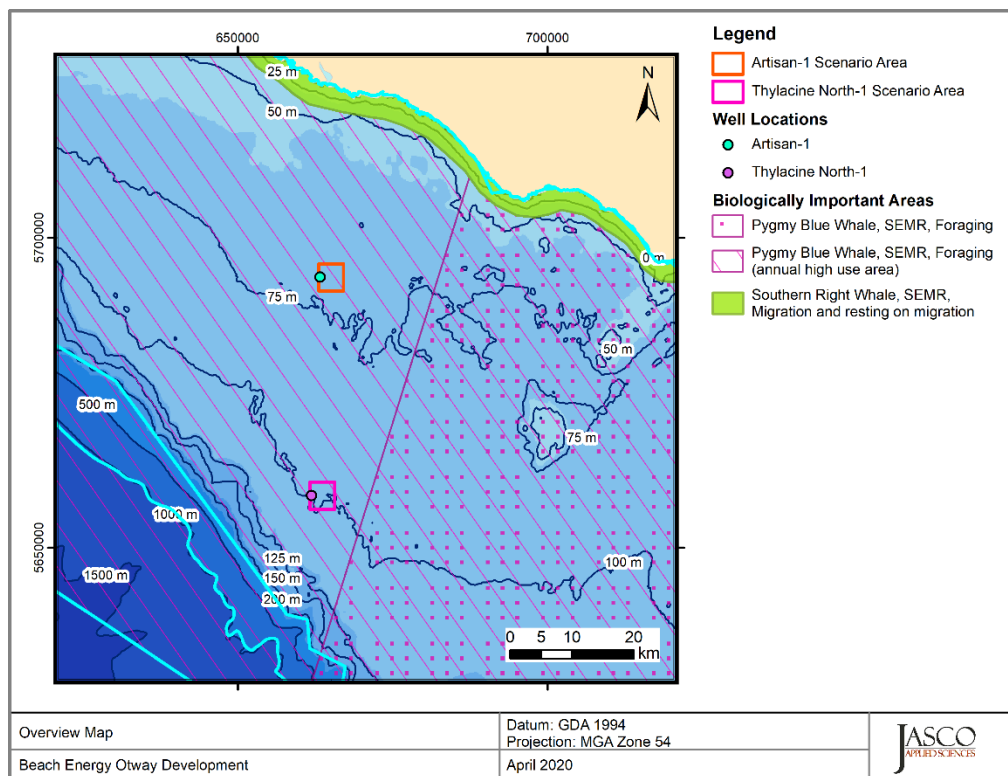 650000
700000
25 m
50 m
N
5700000
0 m
75 m
50 m
500 m
75 m
1000 m
5650000
125 m
100 m
1500 m
150 m
200 m
0 5 10 20
km
Legend
Artisan-1 Scenario Area
Thylacine North-1 Scenario Area
Well Locations
Artisan-1
Thylacine North-1
Biologically Important Areas
Pygmy Blue Whale, SEMR, Foraging
Pygmy Blue Whale, SEMR, Foraging
(annual high use area)
Southern Right Whale, SEMR,
Migration and resting on migration
Overview Map
Datum: GDA 1994
Projection: MGA Zone 54
Beach Energy Otway Development
April 2020
JASCO
APPLIED SCIENCES